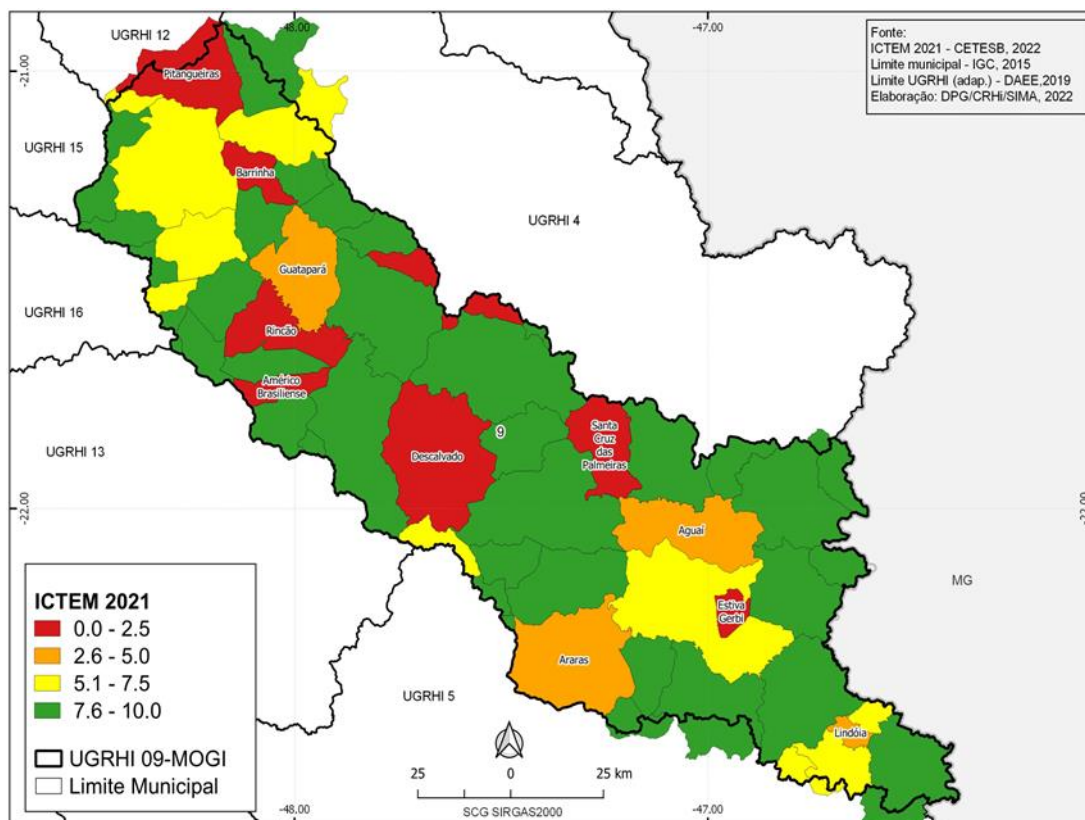 UGRHI 12
-48.00
-47.00
Fonte:
ICTEM 2021 - CETESB, 2022
Limite municipal - IGC, 2015
Limite UGRHI (adap.) - DAEE,2019
Elaboração: DPG/CRHi/SIMA, 2022
-21.00
Pitangueiras
UGRHI 15
Barrinha
UGRHI 4
Guatapará
UGRHI 16
Rincão
Américo
Brasiliense
UGRHI 13
9
Santa
Cruz
das
Palmeiras
Descalvado
-22.00
Aguaí
MG
Estiva
Gerbi
Araras
UGRHI 5
Lindóia
ICTEM 2021
0.0 - 2.5
2.6 - 5.0
5.1 - 7.5
7.6 - 10.0
UGRHI 09-MOGI
Limite Municipal
25 0 25 km
SCG SIRGAS2000
-48.00
-47.00